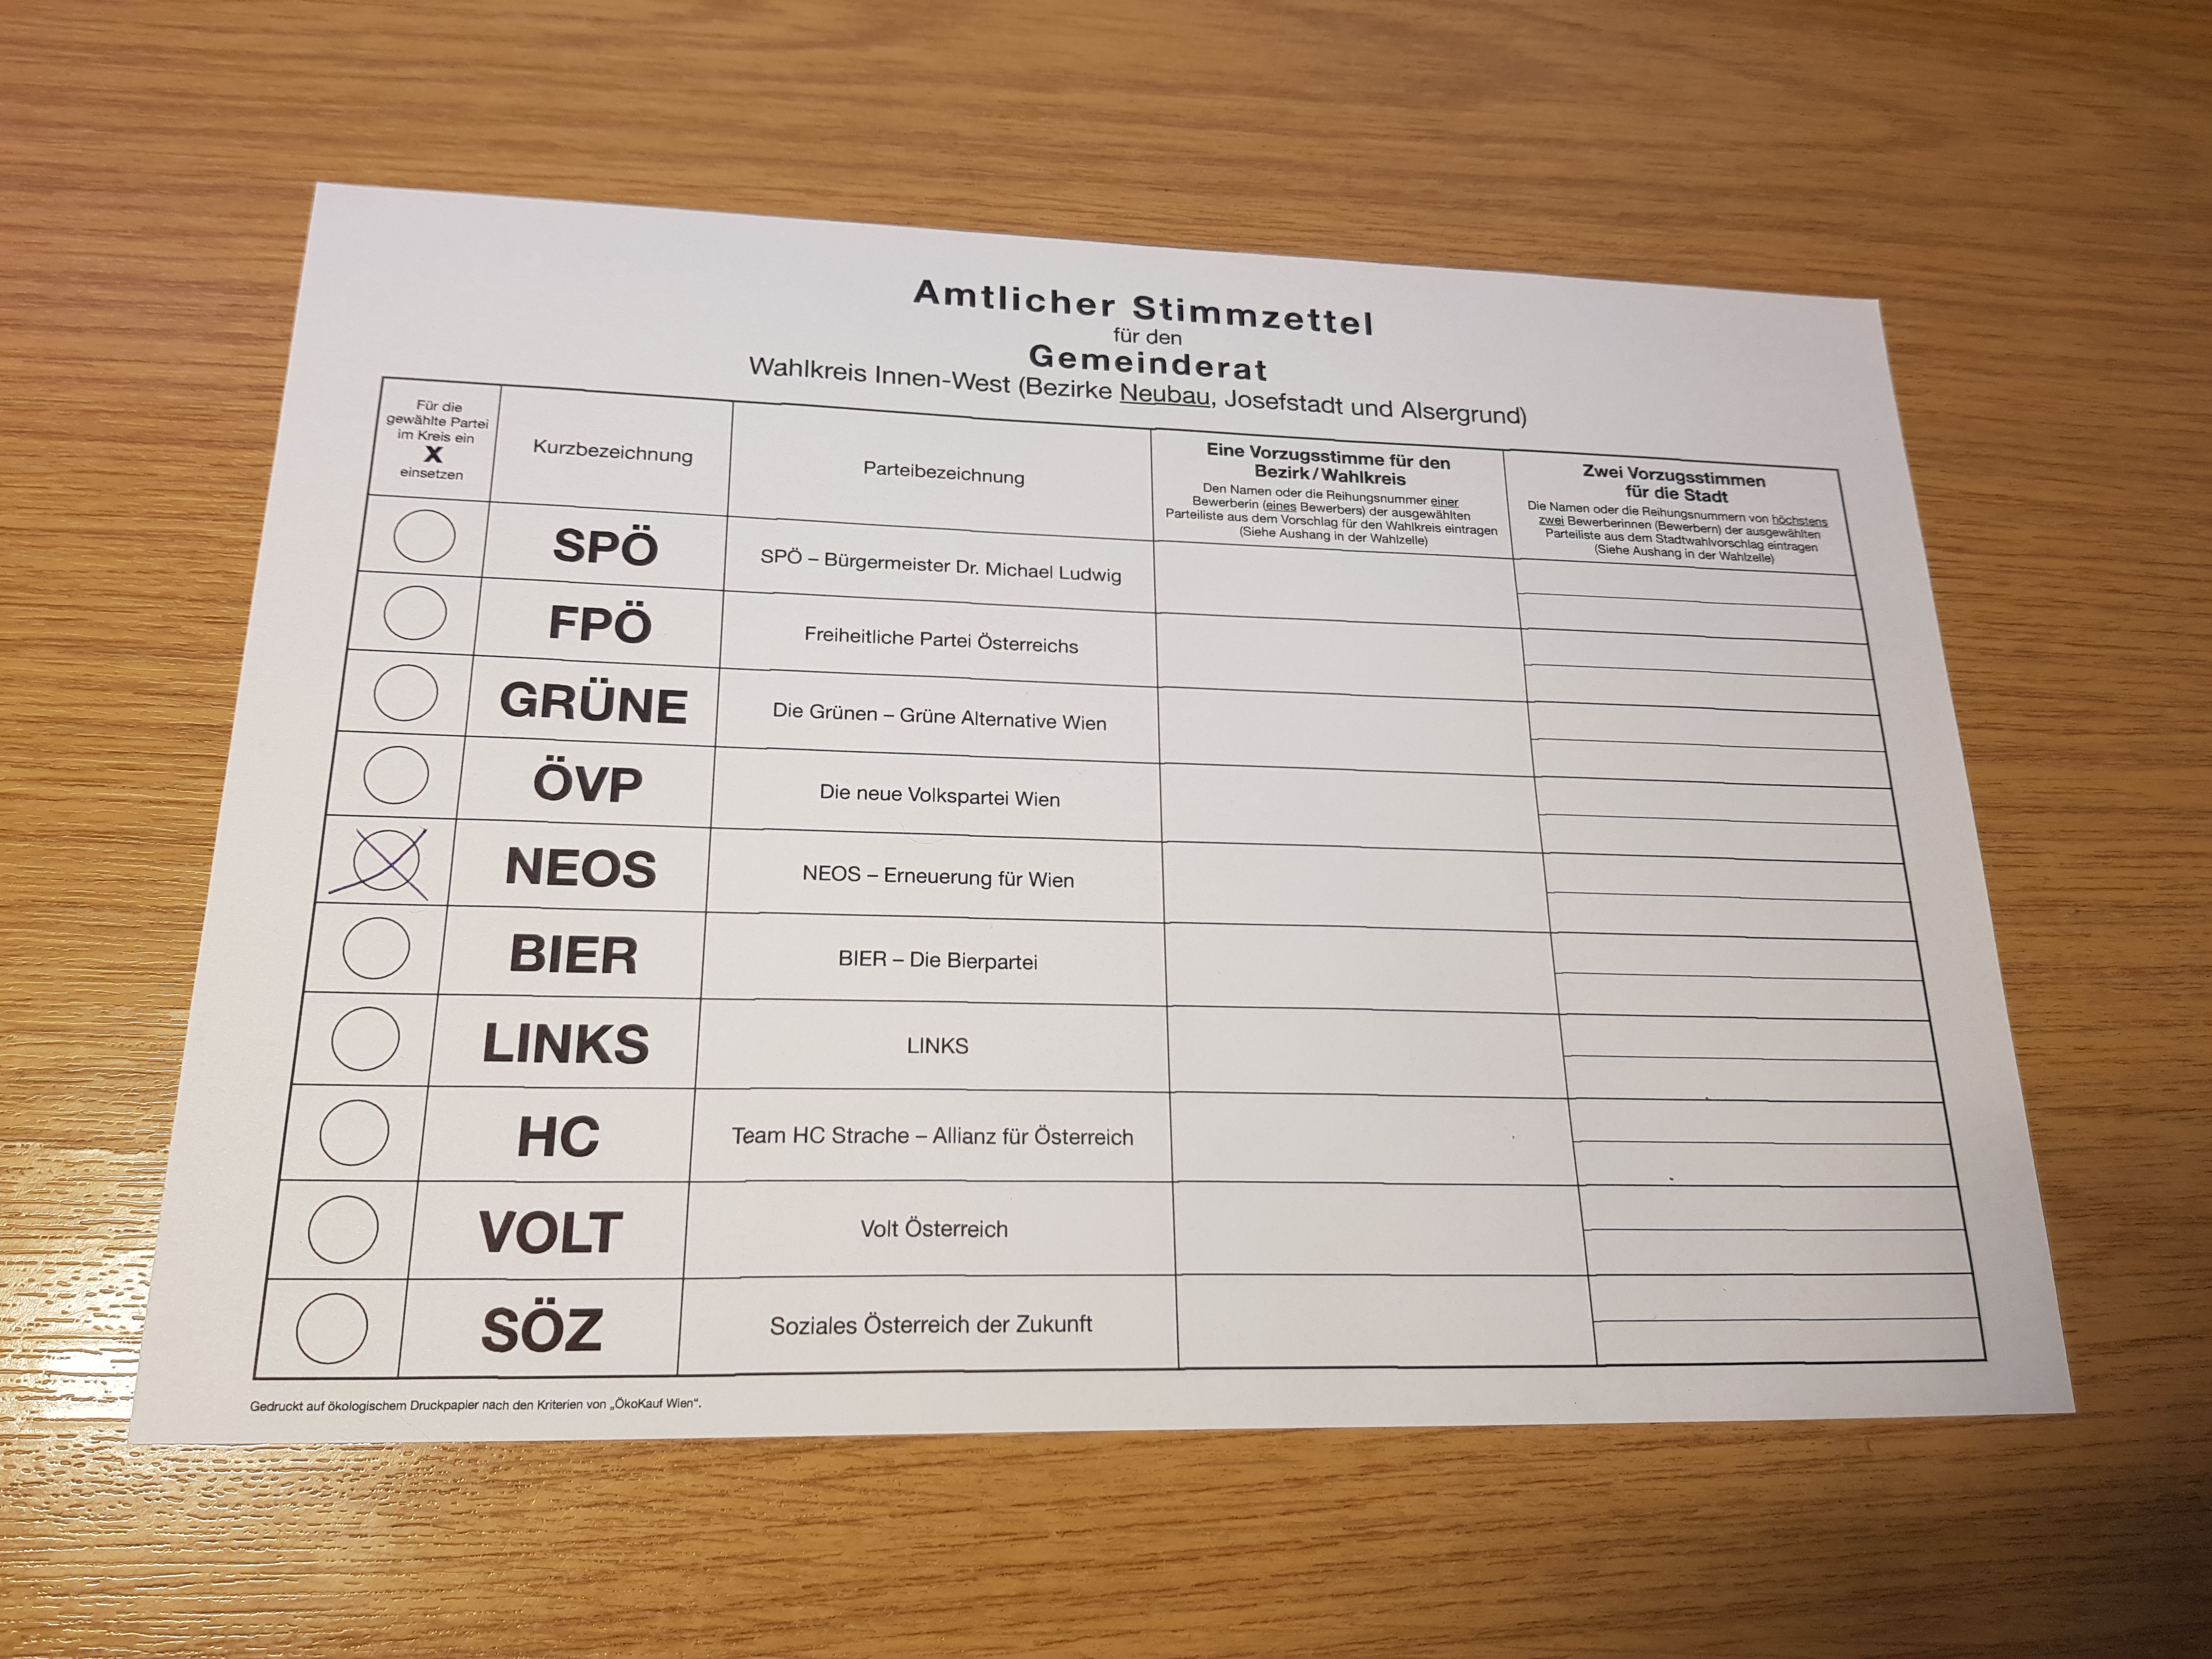 Amtlicher Stimmzettel
für den
Gemeinderat
Wahlkreis Innen-West (Bezirke Neubau, Josefstadt und Alsergrund)
Für die
gewählte Partei
im Kreis ein
X
einsetzen
Kurzbezeichnung
Parteibezeichnung
Eine Vorzugsstimme für den
Bezirk/Wahlkreis
Den Namen oder die Reihungsnummer einer
Bewerberin (eines Bewerbers) der ausgewählten
Parteiliste aus dem Vorschlag für den Wahlkreis eintragen
(Siehe Aushang in der Wahlzelle)
Zwei Vorzugsstimmen
für die Stadt
Die Namen oder die Reihungsnummern von höchstens
zwei Bewerberinnen (Bewerbern) der ausgewählten
Parteiliste aus dem Stadtwahlvorschlag eintragen
(Siehe Aushang in der Wahlzelle)
SPÖ SPÖ – Bürgermeister Dr. Michael Ludwig
FPÖ Freiheitliche Partei Österreichs
GRÜNE Die Grünen – Grüne Alternative Wien
ÖVP Die neue Volkspartei Wien
X NEOS NEOS – Erneuerung für Wien
BIER BIER – Die Bierpartei
LINKS LINKS
HC Team HC Strache – Allianz für Österreich
VOLT Volt Österreich
SÖZ Soziales Österreich der Zukunft
Gedruckt auf ökologischem Druckpapier nach den Kriterien von „ÖkoKauf Wien“.